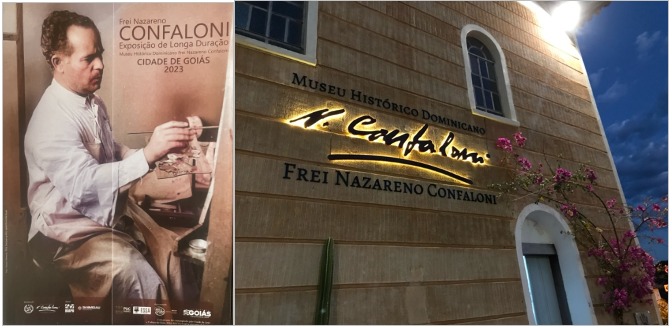 Frei Nazareno
CONFALONI
Exposição de Longa Duração
Museu Histórico Dominicano Frei Nazareno Confaloni
CIDADE DE GOIÁS
2023
GOIÁS
MUSEU HISTÓRICO DOMINICANO
N. Confaloni
FREI NAZARENO CONFALONI